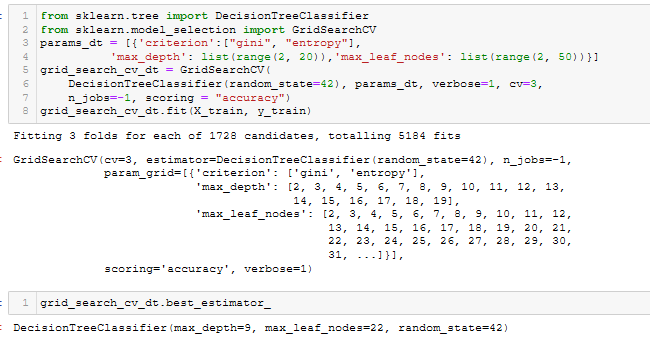 1 from sklearn.tree import DecisionTreeClassifier
2 from sklearn.model_selection import GridSearchCV
3 params_dt = [{'criterion':["gini", "entropy"],
4 'max_depth': list(range(2, 20)),'max_leaf_nodes': list(range(2, 50))}]
5 grid_search_cv_dt = GridSearchCV(
6 DecisionTreeClassifier(random_state=42), params_dt, verbose=1, cv=3,
7 n_jobs=-1, scoring = "accuracy")
8 grid_search_cv_dt.fit(X_train, y_train)
Fitting 3 folds for each of 1728 candidates, totalling 5184 fits
GridSearchCV(cv=3, estimator=DecisionTreeClassifier(random_state=42), n_jobs=-1,
param_grid=[{'criterion': ['gini', 'entropy'],
'max_depth': [2, 3, 4, 5, 6, 7, 8, 9, 10, 11, 12, 13,
14, 15, 16, 17, 18, 19],
'max_leaf_nodes': [2, 3, 4, 5, 6, 7, 8, 9, 10, 11, 12,
13, 14, 15, 16, 17, 18, 19, 20, 21,
22, 23, 24, 25, 26, 27, 28, 29, 30,
31, ...]}],
scoring='accuracy', verbose=1)
1 grid_search_cv_dt.best_estimator_
DecisionTreeClassifier(max_depth=9, max_leaf_nodes=22, random_state=42)